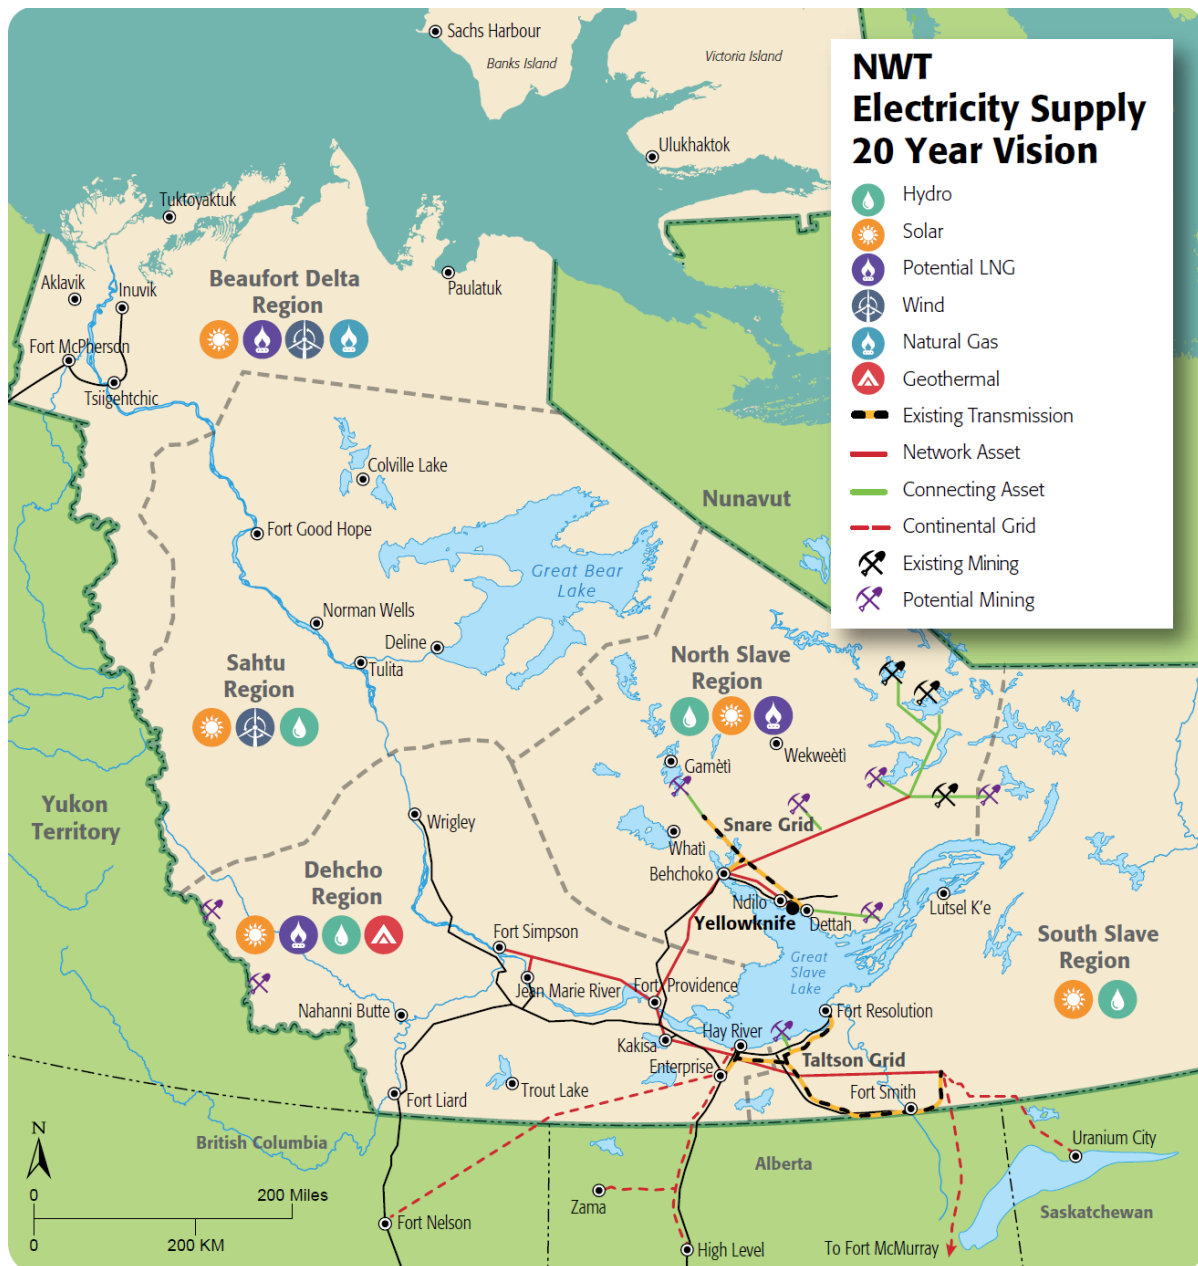 Sachs Harbour
Banks Island
Victoria Island
Ulukhaktok
NWT
Electricity Supply
20 Year Vision
Hydro
Solar
Potential LNG
Wind
Natural Gas
Geothermal
Existing Transmission
Network Asset
Connecting Asset
Continental Grid
Existing Mining
Potential Mining
Tuktoyaktuk
Aklavik
Inuvik
Beaufort Delta
Region
Paulatuk
Fort McPherson
Tsiigehtchic
Colville Lake
Nunavut
Fort Good Hope
Great Bear
Lake
Norman Wells
Deline
Tulita
Sahtu
Region
North Slave
Region
Wekweètì
Gamètì
Yukon
Territory
Wrigley
Snare Grid
Whatì
Behchoko
Dehcho
Region
Ndilo
Yellowknife
Dettah
Lutsel K'e
Fort Simpson
South Slave
Region
Great
Slave
Lake
Jean Marie River
Fort Providence
Nahanni Butte
Fort Resolution
Hay River
Kakisa
Taltson Grid
Enterprise
Trout Lake
Fort Smith
Fort Liard
British Columbia
Uranium City
Alberta
N
0
200 Miles
0
200 KM
Zama
Fort Nelson
High Level
Saskatchewan
To Fort McMurray